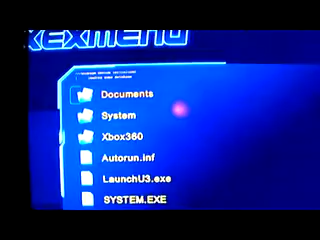 xexmenu
Documents
System
Xbox360
Autorun.inf
LaunchU3.exe
SYSTEM.EXE